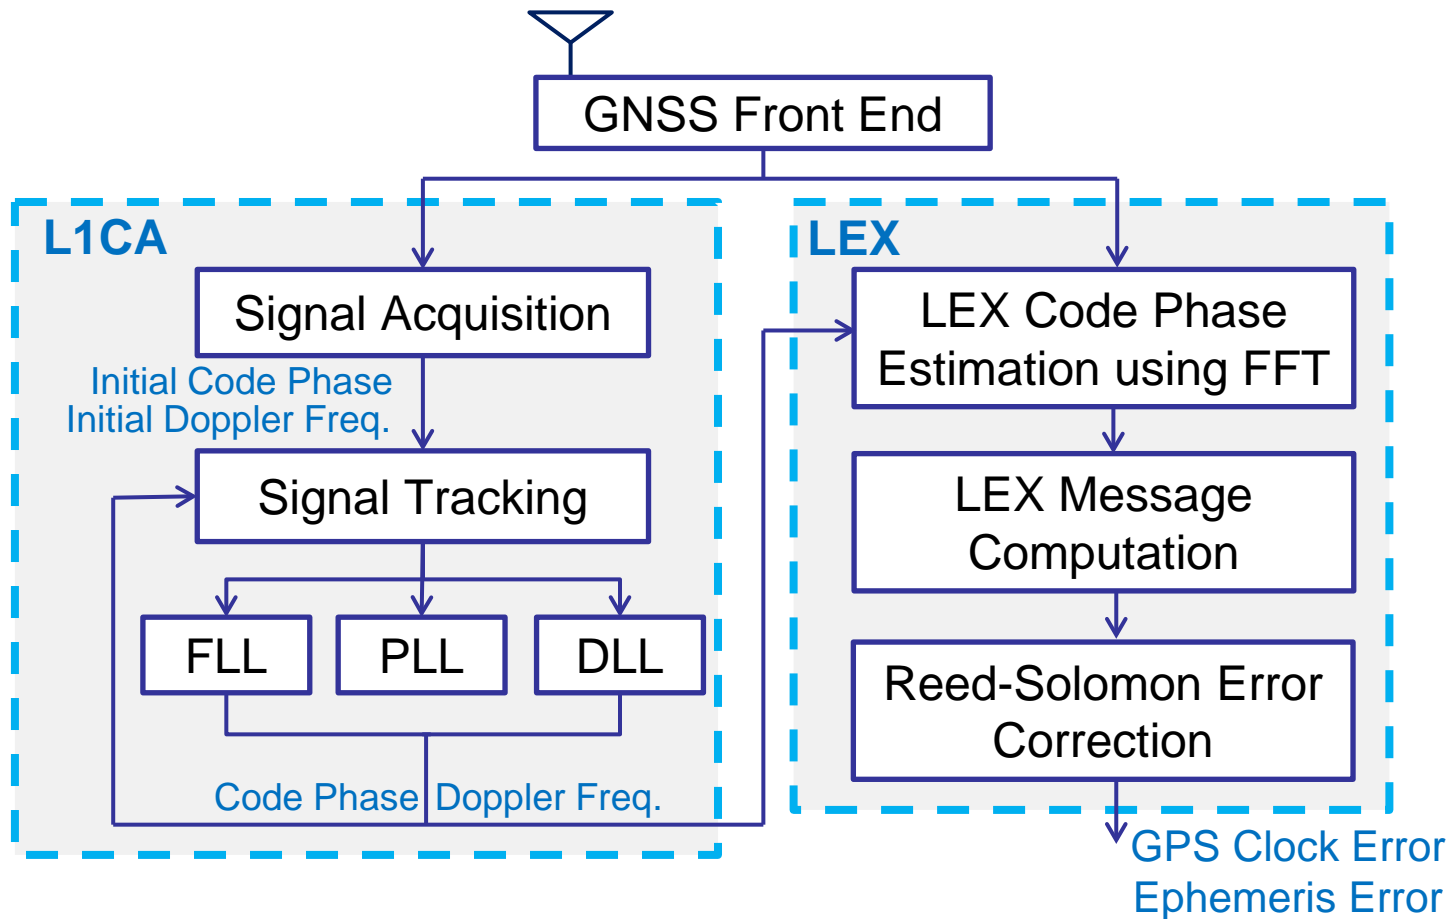 GNSS Front End
L1CA
Signal Acquisition
Initial Code Phase
Initial Doppler Freq.
Signal Tracking
FLL
PLL
DLL
Code Phase
Doppler Freq.
LEX
LEX Code Phase
Estimation using FFT
LEX Message
Computation
Reed-Solomon Error
Correction
GPS Clock Error
Ephemeris Error